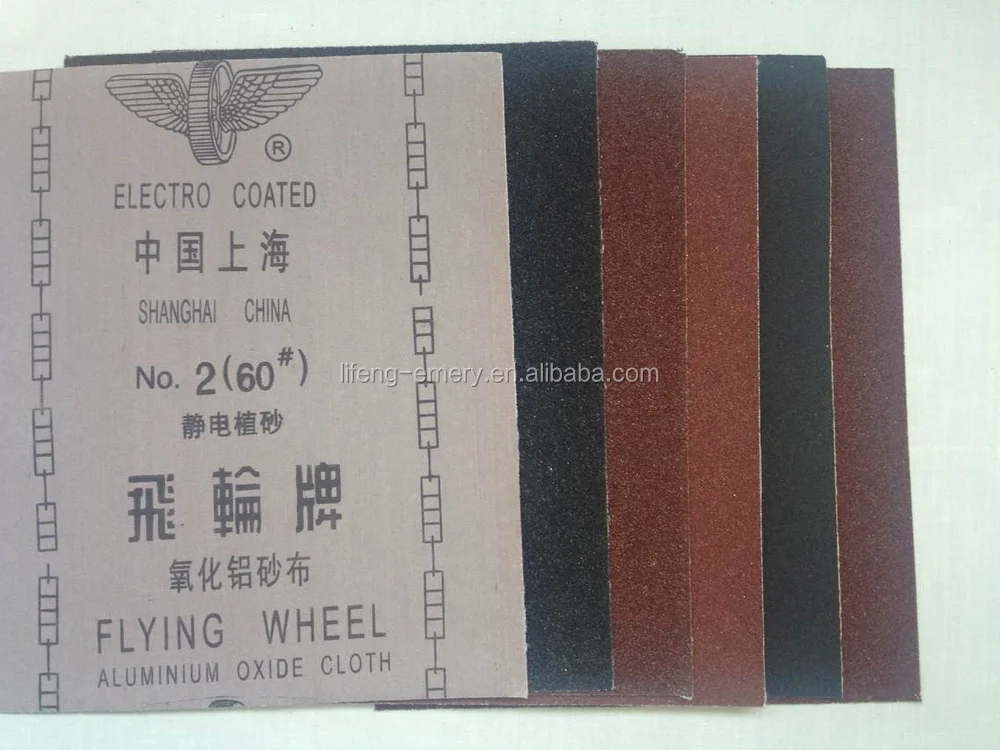 ®
ELECTRO COATED
中国上海
SHANGHAI CHINA
No. 2(60#)
lifeng-emery.en.alibaba.com
静电植砂
飛輪牌
氧化铝砂布
FLYING WHEEL
ALUMINIUM OXIDE CLOTH